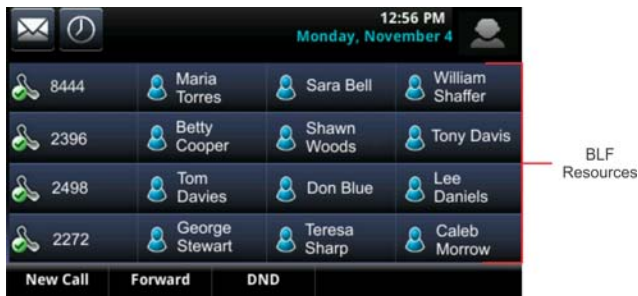 12:56 PM
Monday, November 4
8444
Maria
Torres
Sara Bell
William
Shaffer
2396
Betty
Cooper
Shawn
Woods
Tony Davis
BLF
Resources
2498
Tom
Davies
Don Blue
Lee
Daniels
2272
George
Stewart
Teresa
Sharp
Caleb
Morrow
New Call
Forward
DND